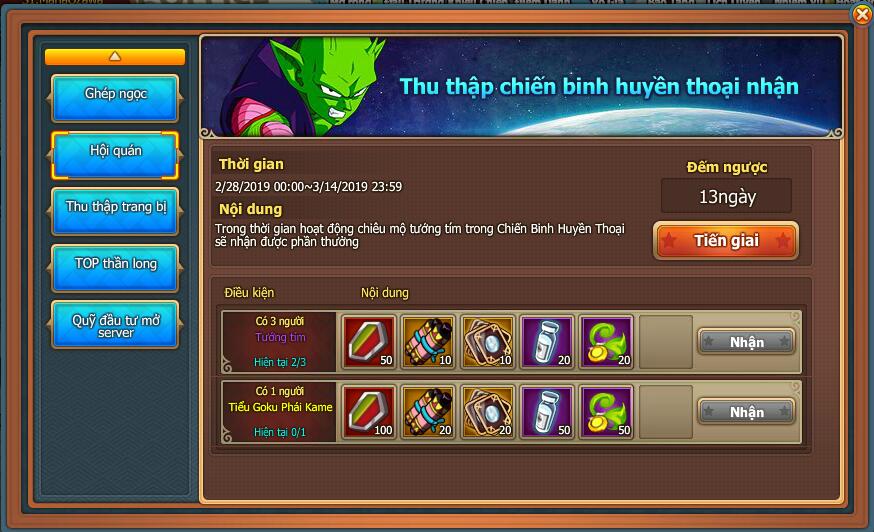 Thu thập chiến binh huyền thoại nhận
Ghép ngọc
Hội quán
Thu thập trang bị
TOP thần long
Quỹ đầu tư mở
server
Thời gian
2/28/2019 00:00~3/14/2019 23:59
Nội dung
Trong thời gian hoạt động chiêu mộ tướng tím trong Chiến Binh Huyền Thoại
sẽ nhận được phần thưởng
Đếm ngược
13ngày
Tiến giai
Điều kiện
Nội dung
Có 3 người
Tướng tím
Hiện tại 2/3
50
10
10
20
20
Nhận
Có 1 người
Tiểu Goku Phái Kame
Hiện tại 0/1
100
20
20
50
50
Nhận